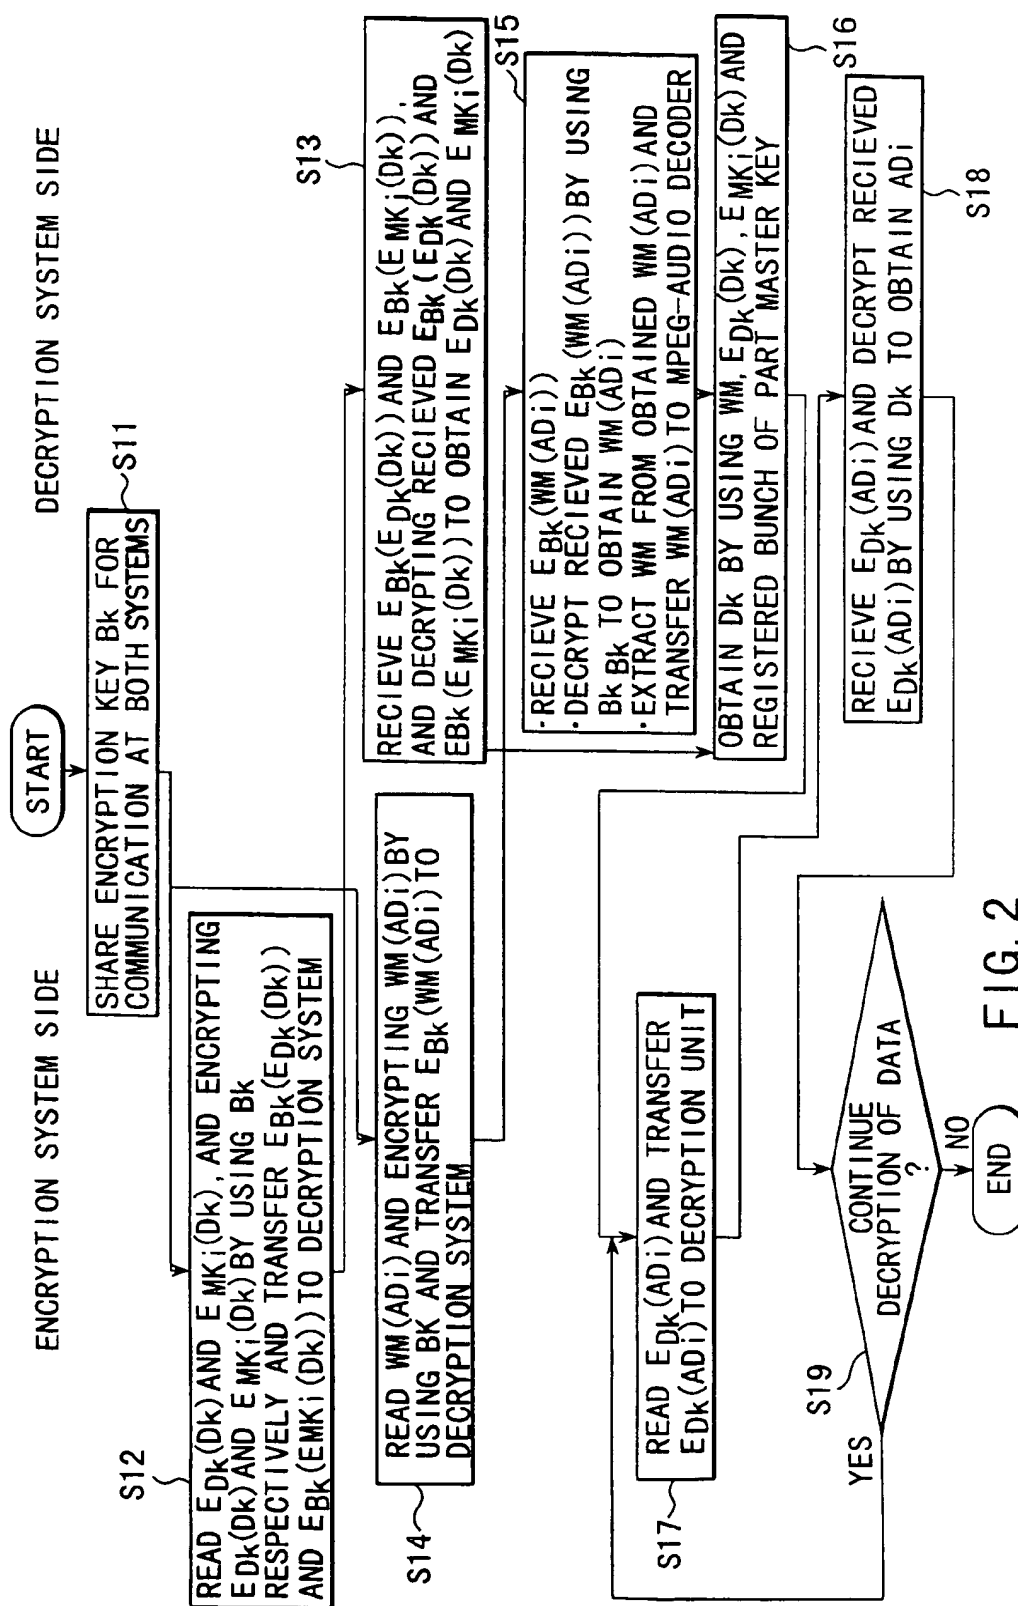 ENCRYPTION SYSTEM SIDE
DECRYPTION SYSTEM SIDE
START
SHARE ENCRYPTION KEY Bk FOR
COMMUNICATION AT BOTH SYSTEMS
S11
READ EDk(Dk) AND EMKi(Dk), AND ENCRYPTING
EDk(Dk) AND EMKi(Dk) BY USING Bk
RESPECTIVELY AND TRANSFER EBk(EDk(Dk))
AND EBk(EMKi(Dk)) TO DECRYPTION SYSTEM
S12
RECIEVE EBk(EDk(Dk)) AND EBk(EMKj(Dk)),
AND DECRYPTING RECIEVED EBk(EDK(Dk)) AND
EBk(EMKi(Dk)) TO OBTAIN EDk(Dk) AND EMKi(Dk)
S13
READ WM(ADi) AND ENCRYPTING WM(ADi) BY
USING BK AND TRANSFER EBk(WM(ADi) TO
DECRYPTION SYSTEM
S14
·RECIEVE EBk(WM(ADi))
·DECRYPT RECIEVED EBk(WM(ADi)) BY USING
Bk Bk TO OBTAIN WM(ADi)
·EXTRACT WM FROM OBTAINED WM(ADi) AND
TRANSFER WM(ADi) TO MPEG-AUDIO DECODER
S15
OBTAIN Dk BY USING WM, EDk(Dk), EMKi(Dk) AND
REGISTERED BUNCH OF PART MASTER KEY
S16
READ EDk(ADi) AND TRANSFER
EDk(ADi) TO DECRYPTION UNIT
S17
RECIEVE EDk(ADi) AND DECRYPT RECIEVED
EDk(ADi) BY USING Dk TO OBTAIN ADi
S18
CONTINUE
DECRYPTION OF DATA
?
S19
YES
NO
END
FIG. 2